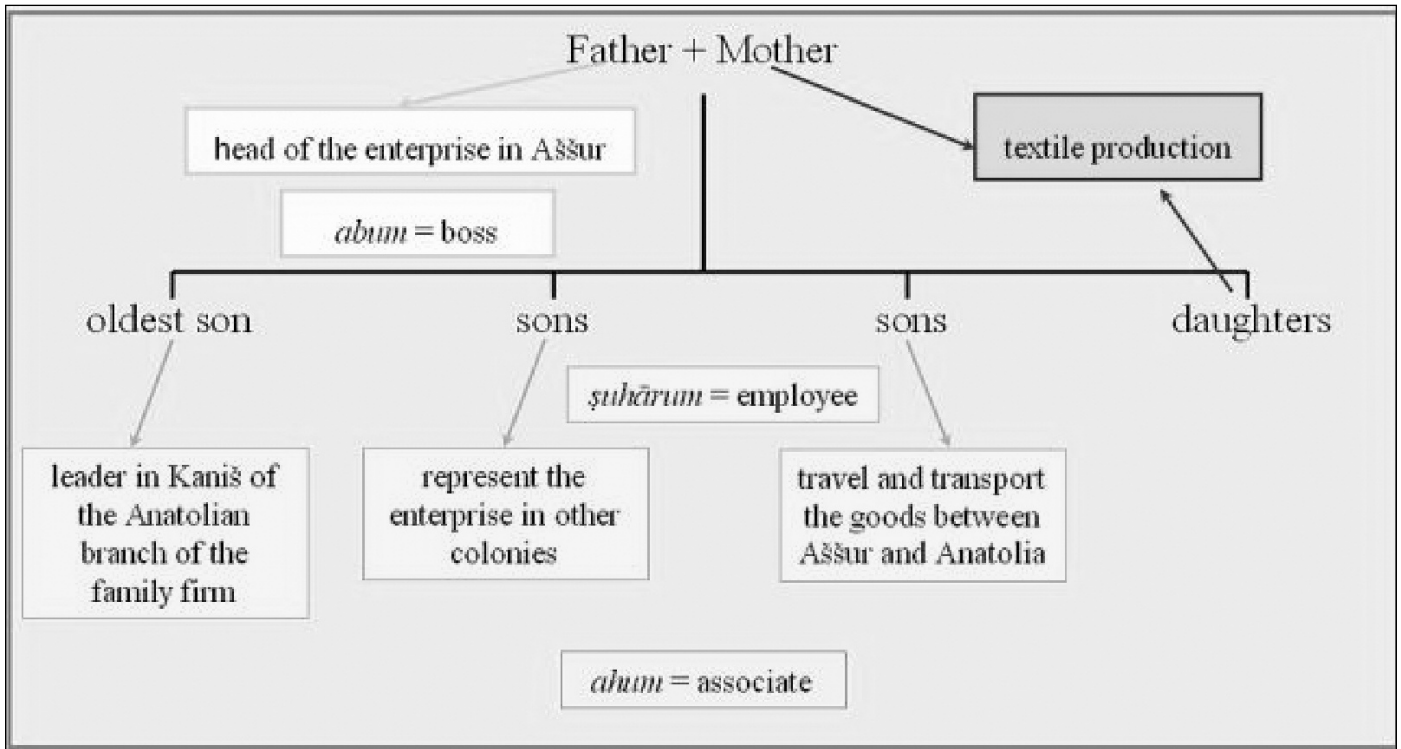 Father + Mother
head of the enterprise in Aššur
textile production
abum = boss
oldest son
sons
sons
daughters
ṣuhārum = employee
leader in Kaniš of
the Anatolian
branch of the
family firm
represent the
enterprise in other
colonies
travel and transport
the goods between
Aššur and Anatolia
ahum = associate